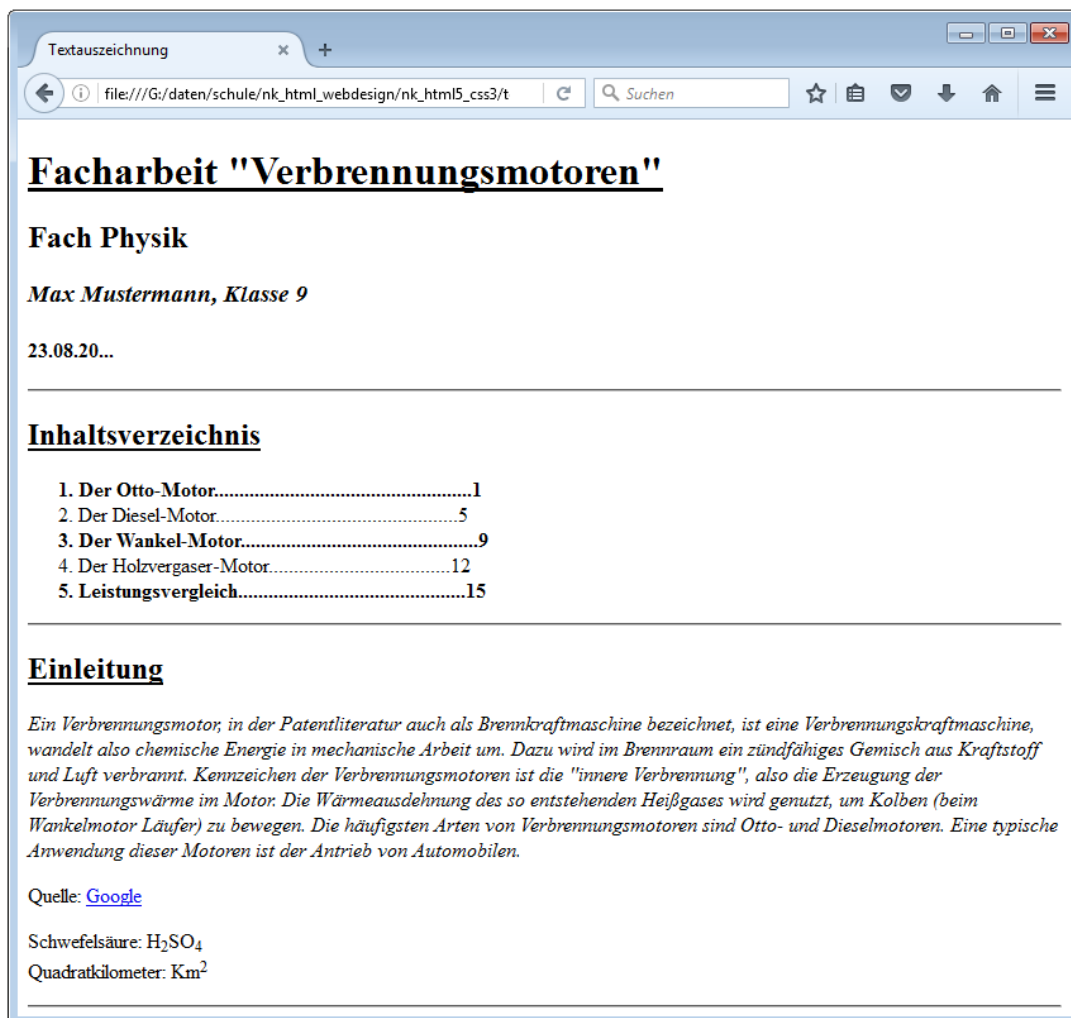 Textauszeichnung
file:///G:/daten/schule/nk_html_webdesign/nk_html5_css3/t
Suchen
Facharbeit "Verbrennungsmotoren"
Fach Physik
Max Mustermann, Klasse 9
23.08.20...
Inhaltsverzeichnis
1. Der Otto-Motor...................................................1
2. Der Diesel-Motor.................................................5
3. Der Wankel-Motor...............................................9
4. Der Holzvergaser-Motor.....................................12
5. Leistungsvergleich.............................................15
Einleitung
Ein Verbrennungsmotor, in der Patentliteratur auch als Brennkraftmaschine bezeichnet, ist eine Verbrennungskraftmaschine,
wandelt also chemische Energie in mechanische Arbeit um. Dazu wird im Brennraum ein zündfähiges Gemisch aus Kraftstoff
und Luft verbrannt. Kennzeichen der Verbrennungsmotoren ist die "innere Verbrennung", also die Erzeugung der
Verbrennungswärme im Motor. Die Wärmeausdehnung des so entstehenden Heißgases wird genutzt, um Kolben (beim
Wankelmotor Läufer) zu bewegen. Die häufigsten Arten von Verbrennungsmotoren sind Otto- und Dieselmotoren. Eine typische
Anwendung dieser Motoren ist der Antrieb von Automobilen.
Quelle: Google
Schwefelsäure: H₂SO₄
Quadratkilometer: Km²